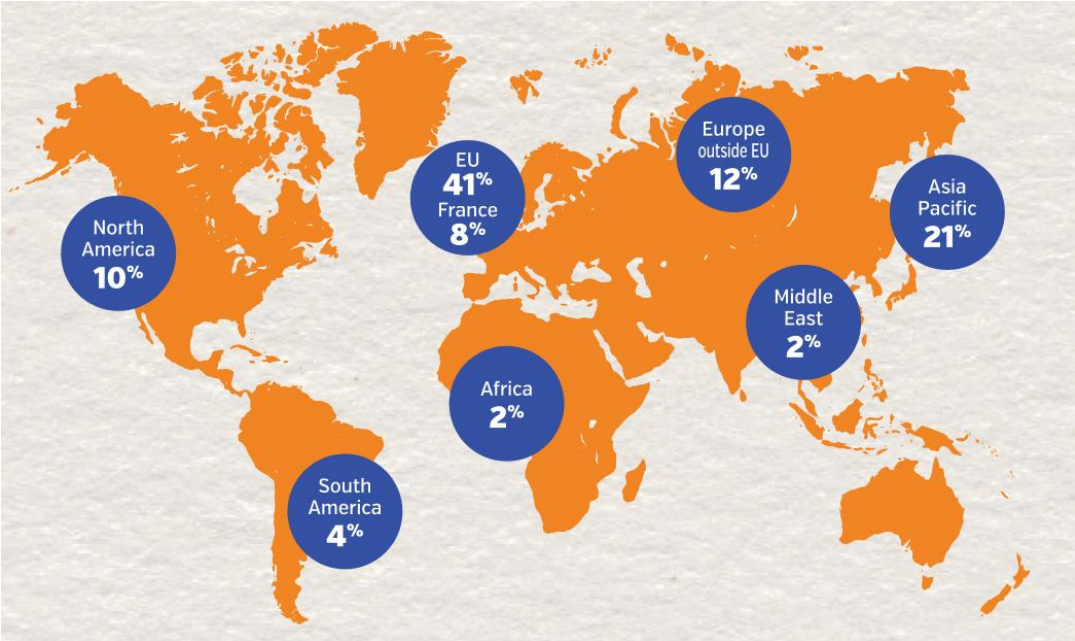 North
America
10%
EU
41%
France
8%
Europe
outside EU
12%
Asia
Pacific
21%
Middle
East
2%
Africa
2%
South
America
4%